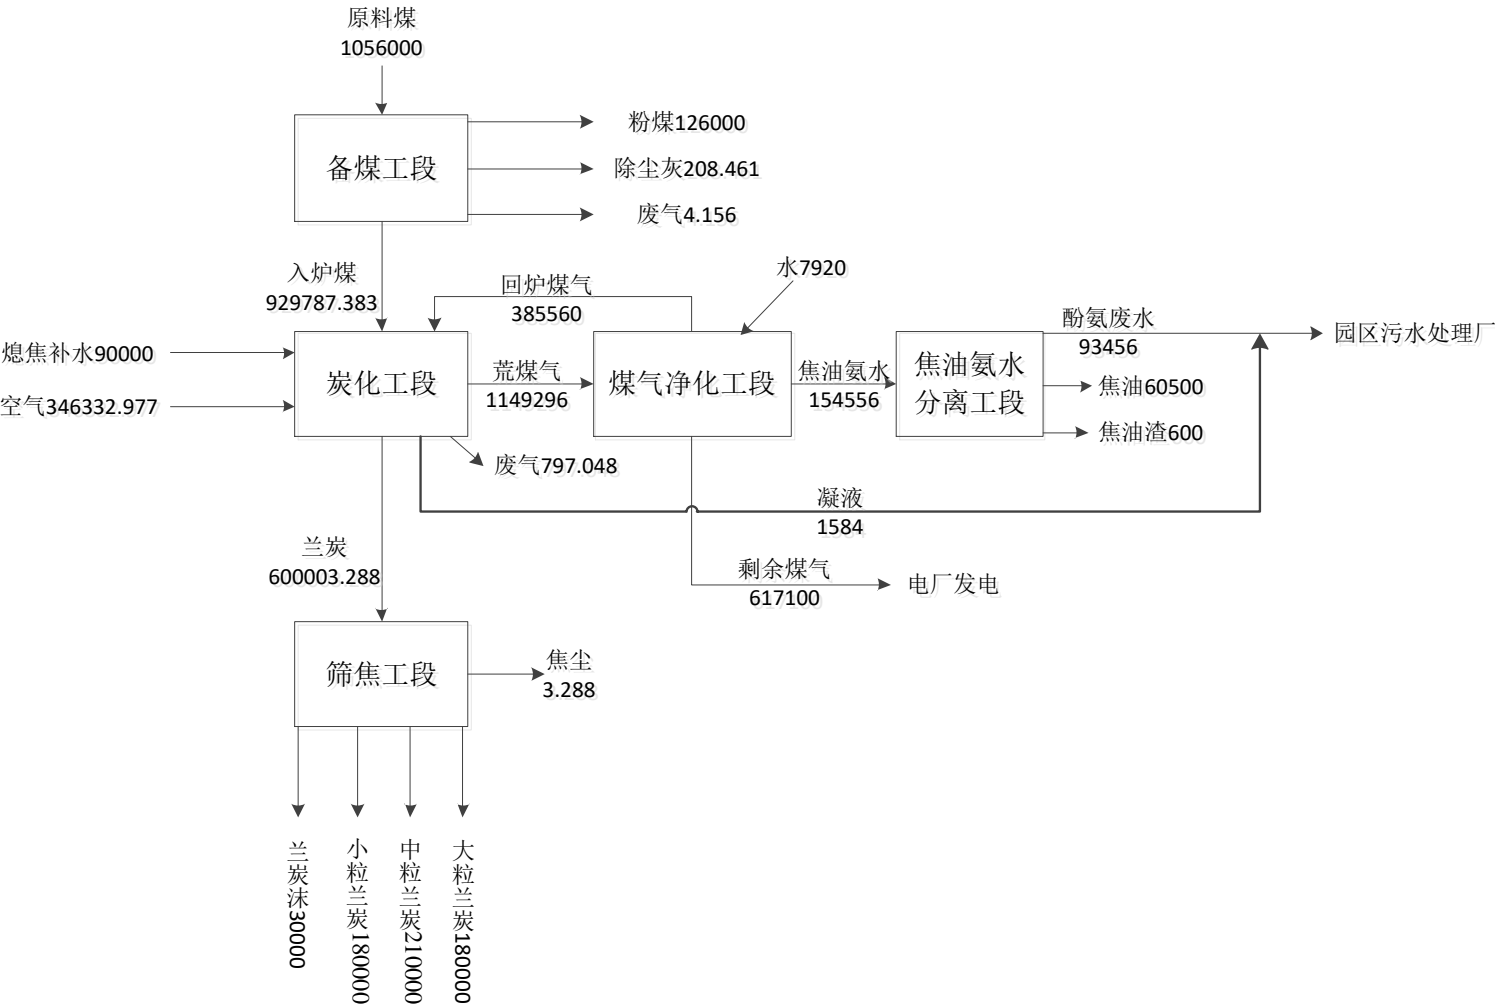 原料煤
1056000
备煤工段
粉煤126000
除尘灰208.461
废气4.156
入炉煤
929787.383
回炉煤气
385560
水7920
熄焦补水90000
空气346332.977
炭化工段
荒煤气
1149296
煤气净化工段
焦油氨水
154556
焦油氨水
分离工段
酚氨废水
93456
园区污水处理厂
焦油60500
焦油渣600
废气797.048
凝液
1584
兰炭
600003.288
剩余煤气
617100
电厂发电
筛焦工段
焦尘
3.288
兰炭沫30000
小粒兰炭180000
中粒兰炭210000
大粒兰炭180000